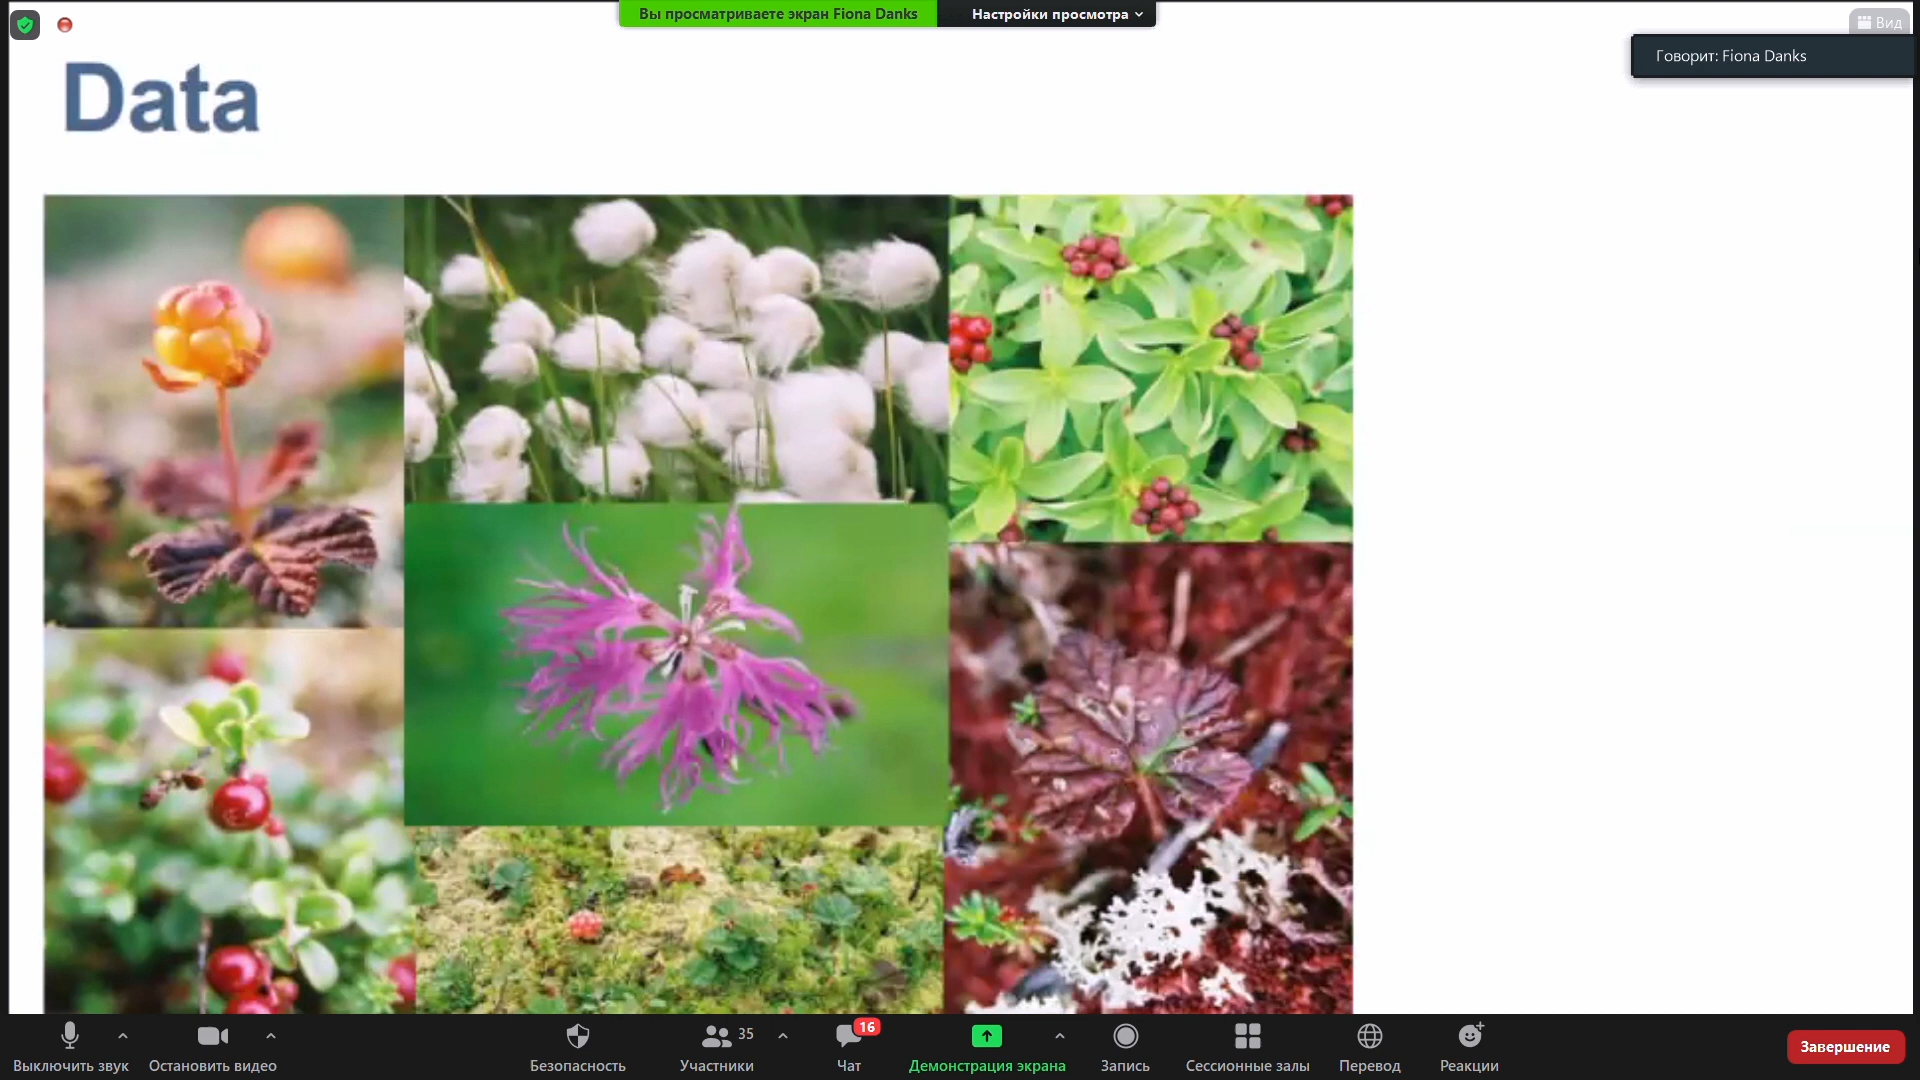 Вы просматриваете экран Fiona Danks
Настройки просмотра
Вид
Говорит: Fiona Danks
Data
Выключить звук
Остановить видео
Безопасность
35
Участники
16
Чат
Демонстрация экрана
Запись
Сессионные залы
Перевод
Реакции
Завершение